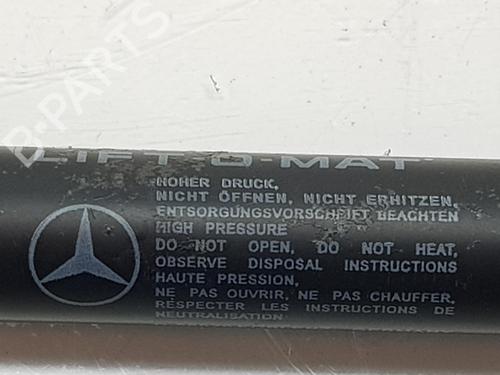 B-PARTS
LIFT-O-MAT
HOHER DRUCK,
NICHT ÖFFNEN, NICHT ERHITZEN,
ENTSORGUNGSVORSCHRIFT BEACHTEN
HIGH PRESSURE
DO NOT OPEN, DO NOT HEAT,
OBSERVE DISPOSAL INSTRUCTIONS
HAUTE PRESSION,
NE PAS OUVRIR, NE PAS CHAUFFER,
RESPECTER LES INSTRUCTIONS DE
NEUTRALISATION